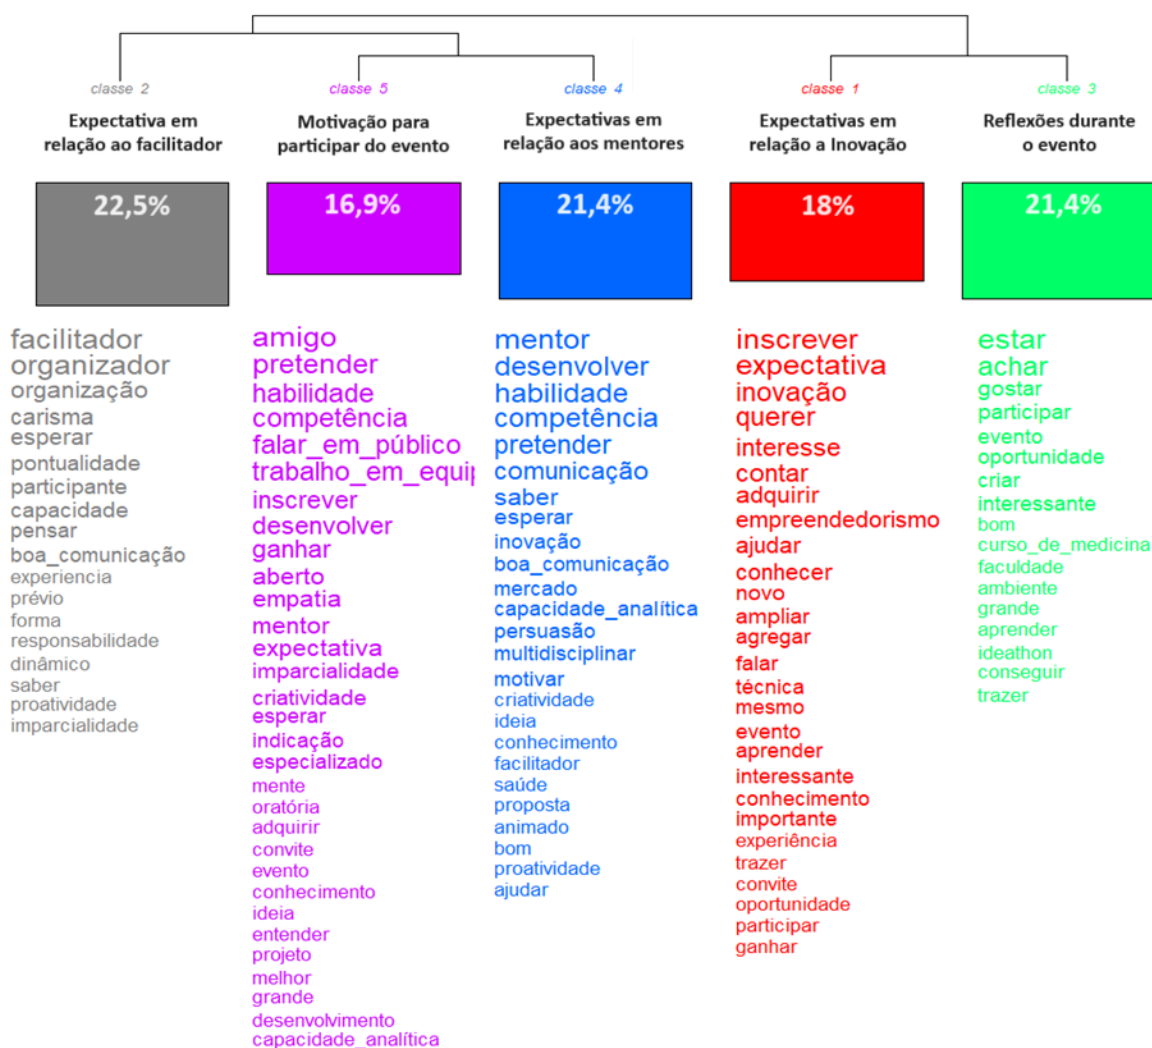 classe 2
classe 5
classe 4
classe 1
classe 3
Expectativa em
relação ao facilitador
Motivação para
participar do evento
Expectativas em
relação aos mentores
Expectativas em
relação a Inovação
Reflexões durante
o evento
22,5%
16,9%
21,4%
18%
21,4%
facilitador
organizador
organização
carisma
esperar
pontualidade
participante
capacidade
pensar
boa_comunicação
experiencia
prévio
forma
responsabilidade
dinâmico
saber
proatividade
imparcialidade
amigo
pretender
habilidade
competência
falar_em_público
trabalho_em_equip
inscrever
desenvolver
ganhar
aberto
empatia
mentor
expectativa
imparcialidade
criatividade
esperar
indicação
especializado
mente
oratória
adquirir
convite
evento
conhecimento
ideia
entender
projeto
melhor
grande
desenvolvimento
capacidade_analítica
mentor
desenvolver
habilidade
competência
pretender
comunicação
saber
esperar
inovação
boa_comunicação
mercado
capacidade_analítica
persuasão
multidisciplinar
motivar
criatividade
ideia
conhecimento
facilitador
saúde
proposta
animado
bom
proatividade
ajudar
inscrever
expectativa
inovação
querer
interesse
contar
adquirir
empreendedorismo
ajudar
conhecer
novo
ampliar
agregar
falar
técnica
mesmo
evento
aprender
interessante
conhecimento
importante
experiência
trazer
convite
oportunidade
participar
ganhar
estar
achar
gostar
participar
evento
oportunidade
criar
interessante
bom
curso_de_medicina
faculdade
ambiente
grande
aprender
ideathon
conseguir
trazer